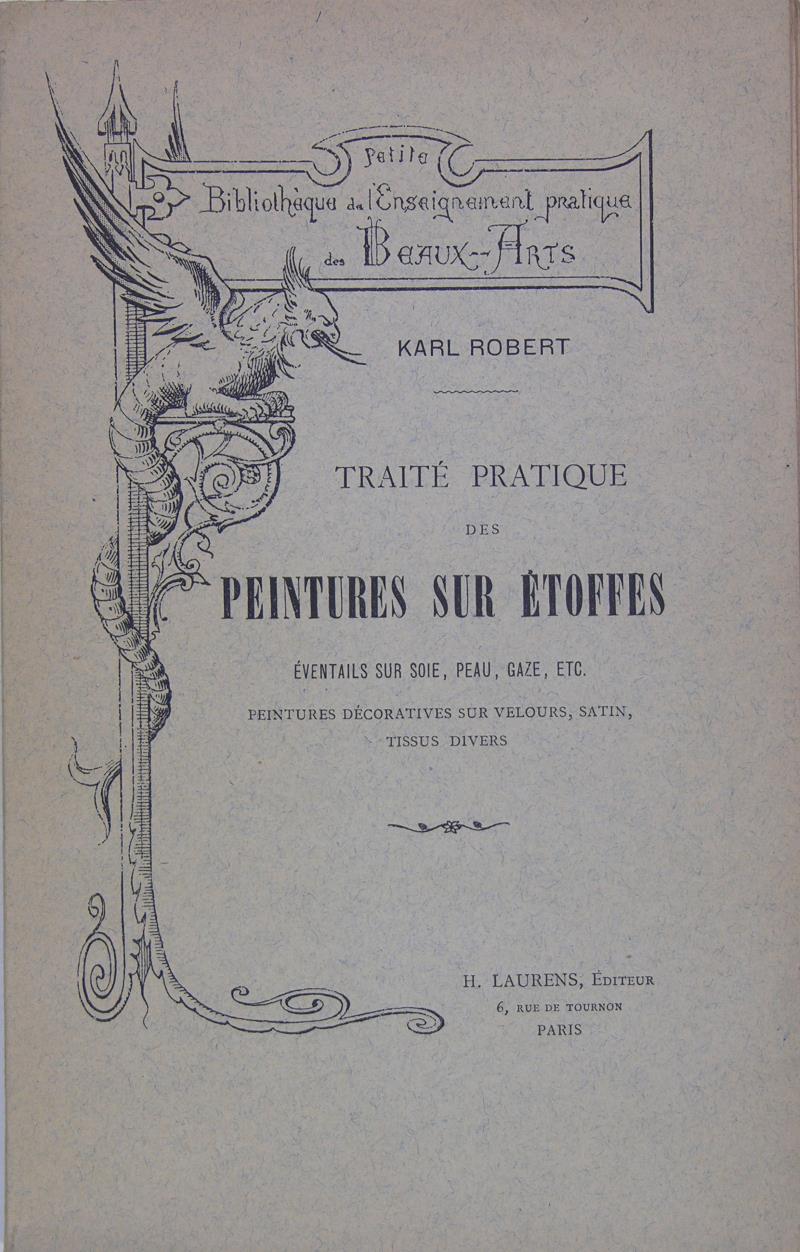 Petite
Bibliothèque de l'Enseignement pratique
des BEAUX-ARTS
KARL ROBERT
TRAITÉ PRATIQUE
DES
PEINTURES SUR ÉTOFFES
ÉVENTAILS SUR SOIE, PEAU, GAZE, ETC.
PEINTURES DÉCORATIVES SUR VELOURS, SATIN,
TISSUS DIVERS
H. LAURENS, ÉDITEUR
6, RUE DE TOURNON
PARIS